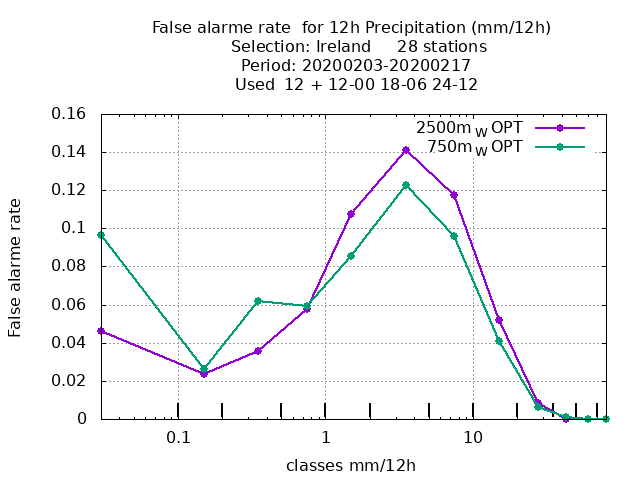 False alarme rate  for 12h Precipitation (mm/12h)
Selection: Ireland     28 stations
Period: 20200203-20200217
Used  12 + 12-00 18-06 24-12
2500m W OPT
750m W OPT
False alarme rate
0.16
0.14
0.12
0.1
0.08
0.06
0.04
0.02
0
0.1 1 10
classes mm/12h